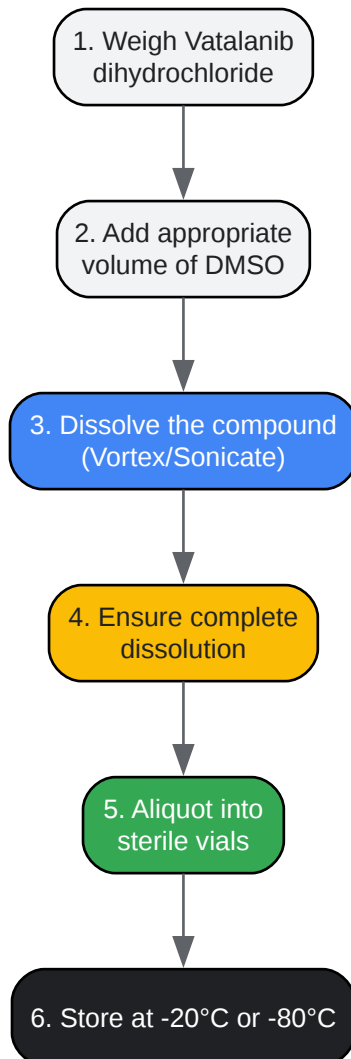 1. Weigh Vatalanib
dihydrochloride
2. Add appropriate
volume of DMSO
3. Dissolve the compound
(Vortex/Sonicate)
4. Ensure complete
dissolution
5. Aliquot into
sterile vials
6. Store at -20°C or -80°C